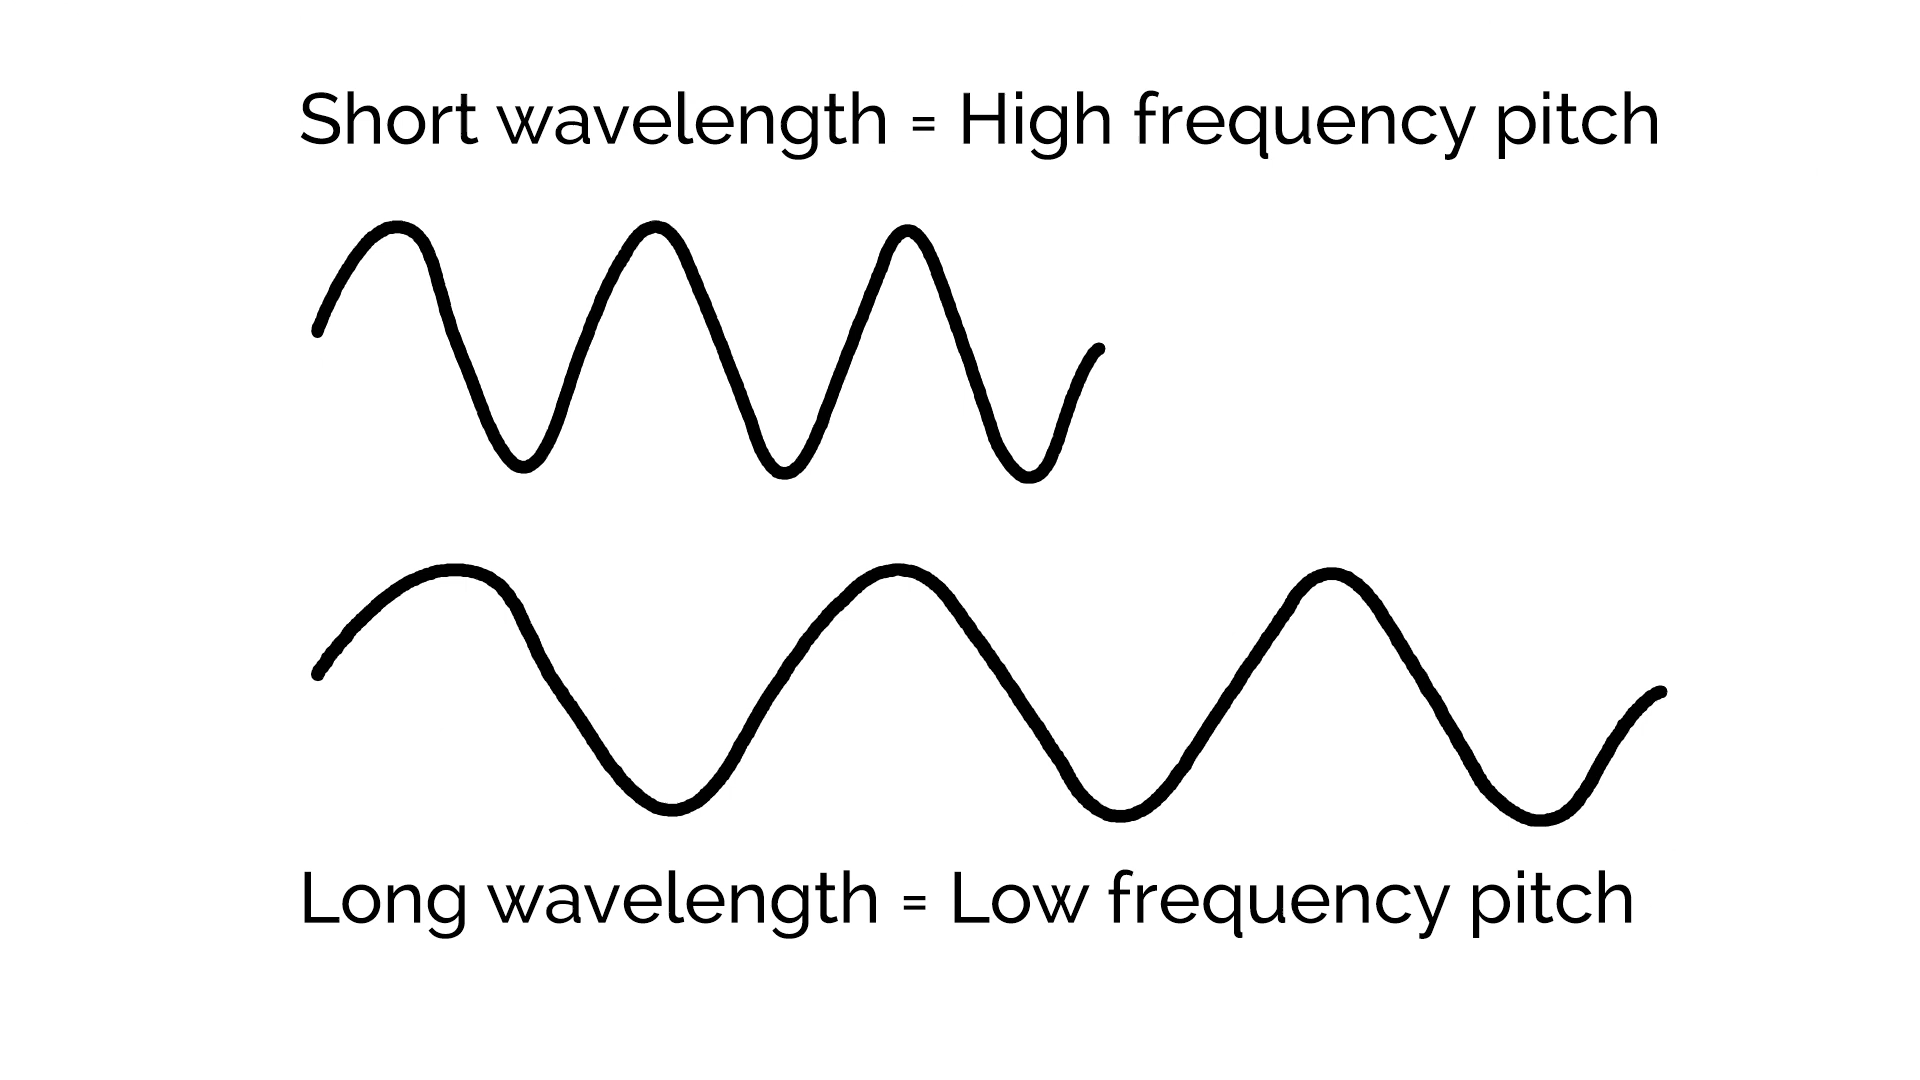 Short wavelength = High frequency pitch
Long wavelength = Low frequency pitch